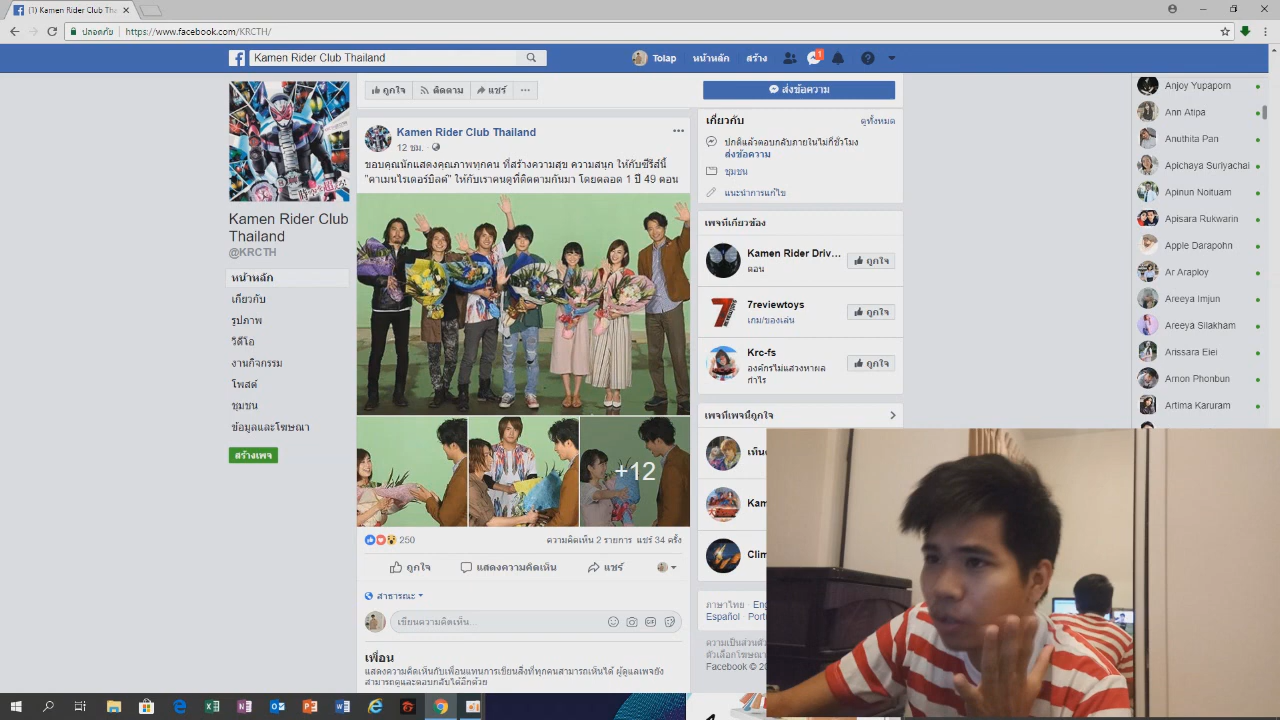 (1) Kamen Rider Club Tha
ปลอดภัย https://www.facebook.com/KRCTH/
Kamen Rider Club Thailand
Tolap หน้าหลัก สร้าง 1
ถูกใจ ติดตาม แชร์ ...
ส่งข้อความ
Kamen Rider Club Thailand
@KRCTH
หน้าหลัก
เกี่ยวกับ
รูปภาพ
วิดีโอ
งานกิจกรรม
โพสต์
ชุมชน
ข้อมูลและโฆษณา
สร้างเพจ
Kamen Rider Club Thailand
12 ชม.
ขอบคุณนักแสดงคุณภาพทุกคน ที่สร้างความสุข ความสนุก ให้กับซีรีส์นี้
"คาเมนไรเดอร์บิลด์" ให้กับเราคนดูที่ติดตามกันมา โดยตลอด 1 ปี 49 ตอน
+12
250
ความคิดเห็น 2 รายการ แชร์ 34 ครั้ง
ถูกใจ แสดงความคิดเห็น แชร์
สาธารณะ
เขียนความคิดเห็น...
เพื่อน
แสดงความคิดเห็นกับเพื่อนแทนการเขียนสิ่งที่ทุกคนสามารถเห็นได้ ผู้ดูแลเพจยัง
สามารถดูและตอบกลับได้อีกด้วย
เกี่ยวกับ ดูทั้งหมด
ปกติแล้วตอบกลับภายในไม่กี่ชั่วโมง
ส่งข้อความ
ชุมชน
แนะนำการแก้ไข
เพจที่เกี่ยวข้อง
Kamen Rider Driv...
ตอน
ถูกใจ
7reviewtoys
เกม/ของเล่น
ถูกใจ
Krc-fs
องค์กรไม่แสวงหาผล
กำไร
ถูกใจ
เพจที่เพจนี้ถูกใจ
Kam
Clim
ภาษาไทย Eng
Español Port
ความเป็นส่วนตัว
Facebook © 20
Anjoy Yupaporn
Ann Atipa
Anuthita Pan
Apichaya Suriyachai
Apinun Noituam
Apisara Rukwarin
Apple Darapohn
Ar Araploy
Areeya Imjun
Areeya Silakham
Arissara Eiei
Arnon Phonbun
Artima Karuram